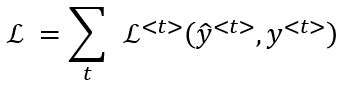 ℒ = ∑_t ℒ^{<t>}(ŷ^{<t>}, y^{<t>})